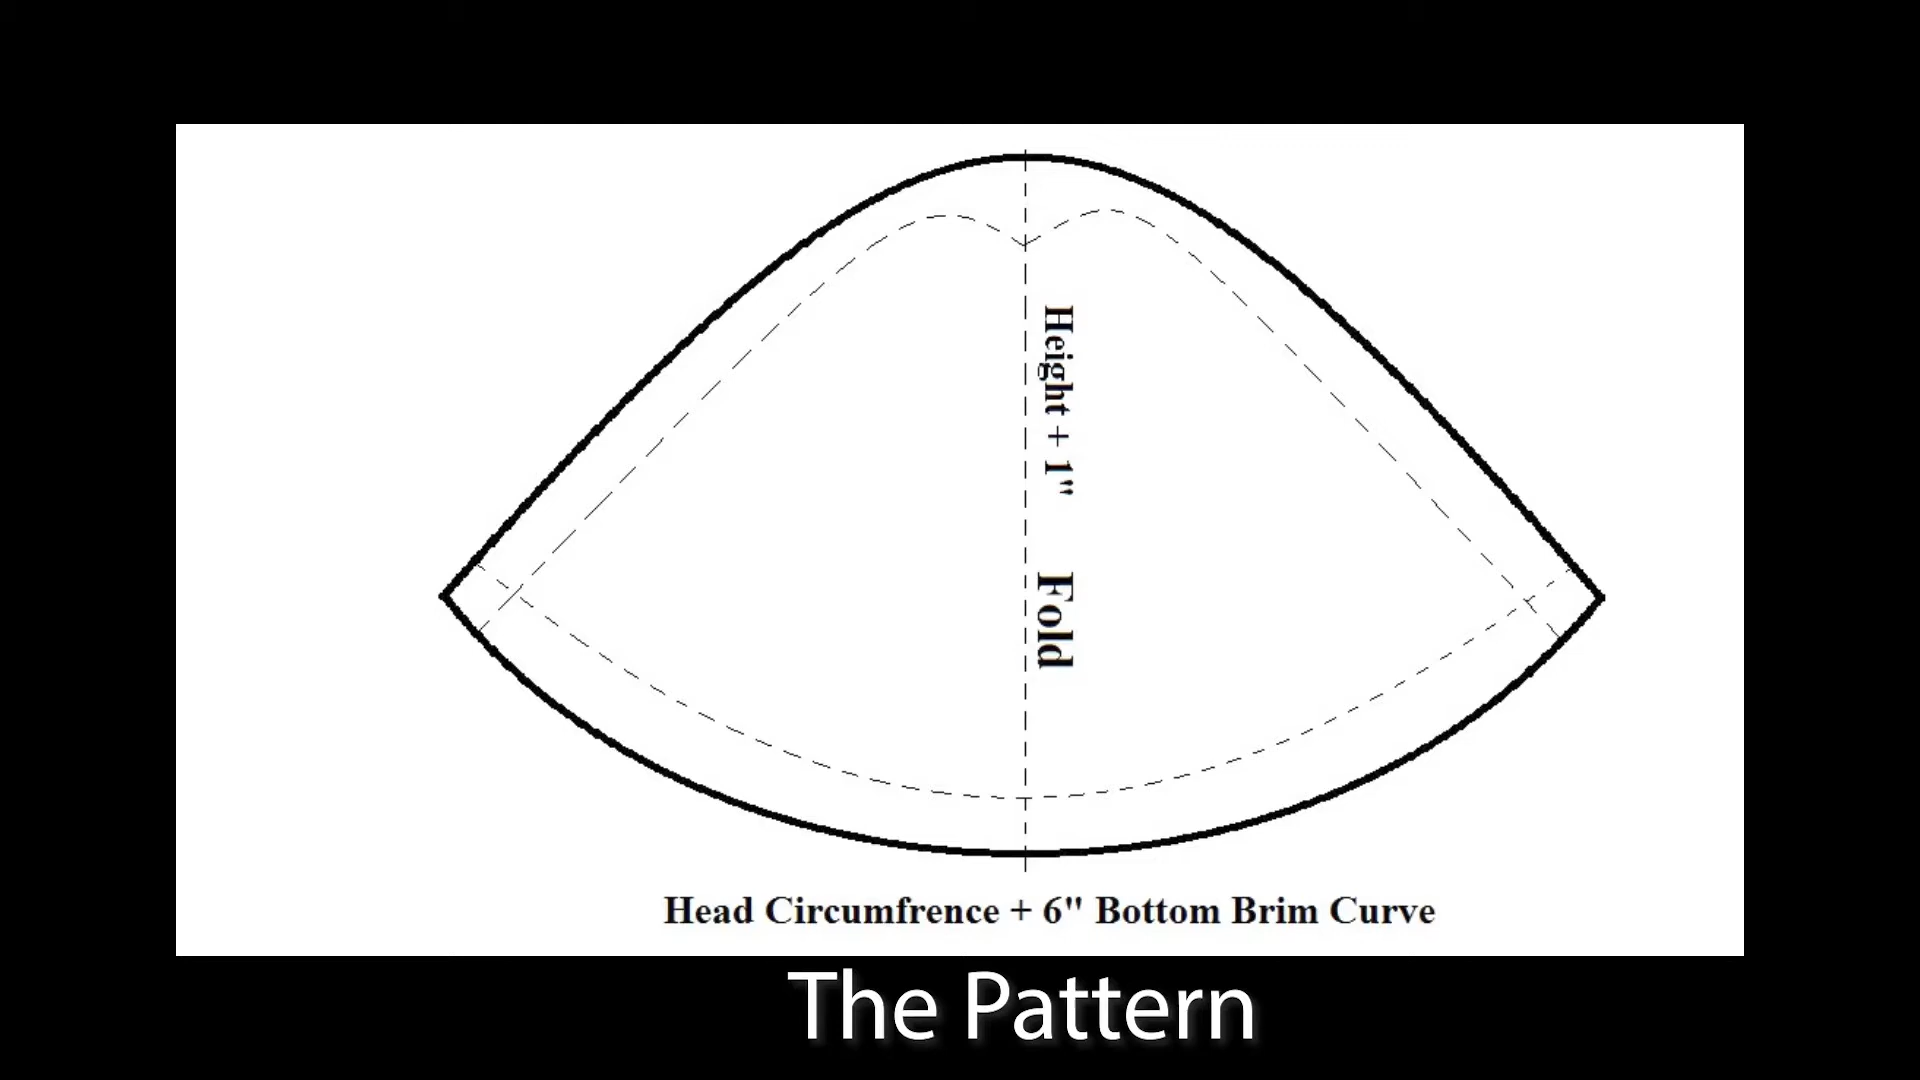 Height + 1" Fold
Head Circumfrence + 6" Bottom Brim Curve
The Pattern